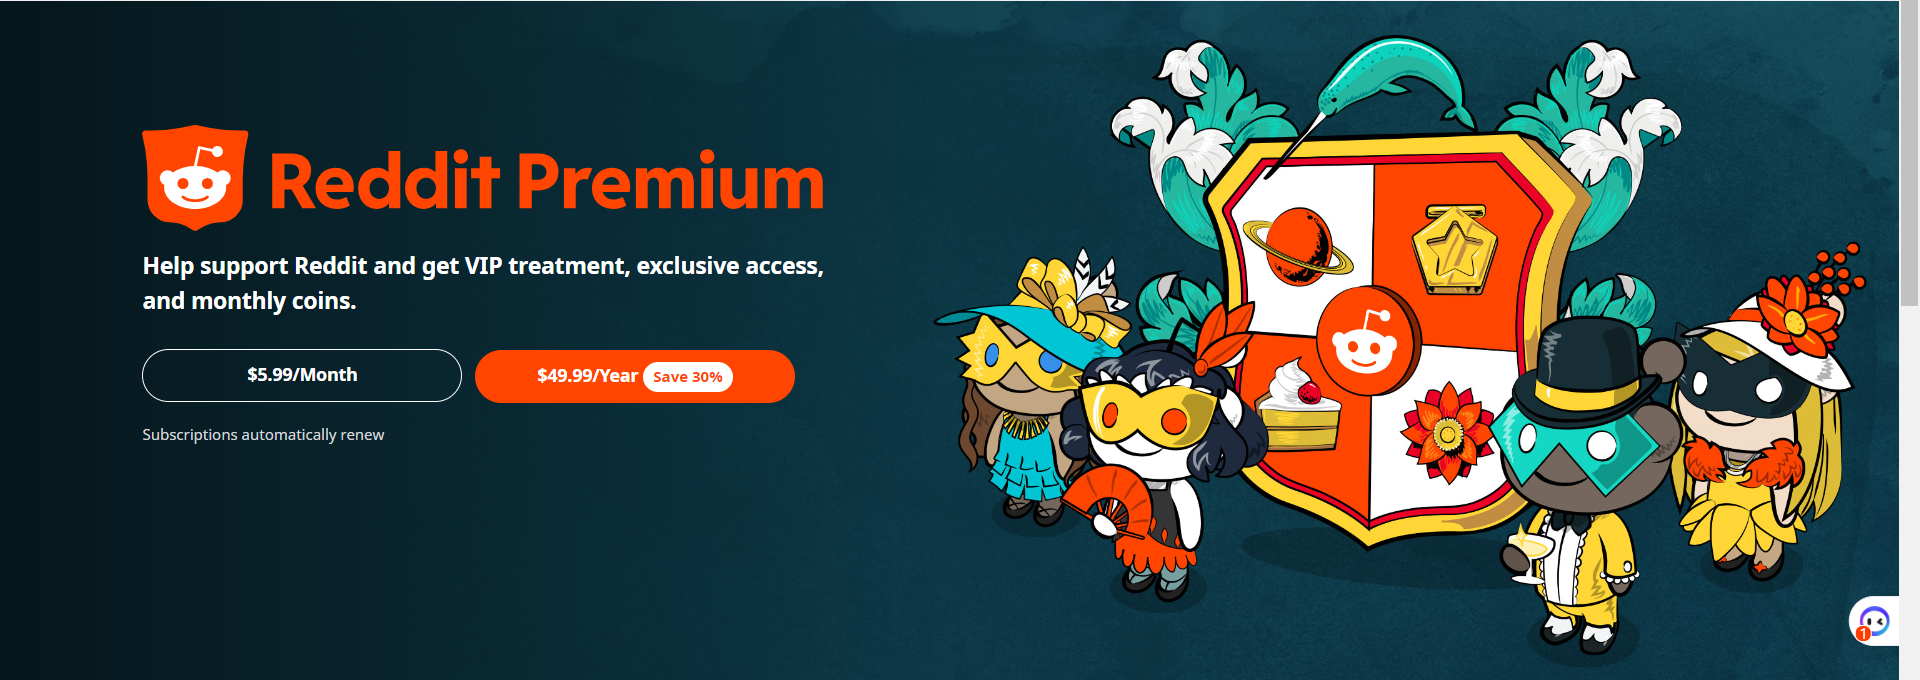 Reddit Premium
Help support Reddit and get VIP treatment, exclusive access,
and monthly coins.
$5.99/Month
$49.99/Year Save 30%
Subscriptions automatically renew
1